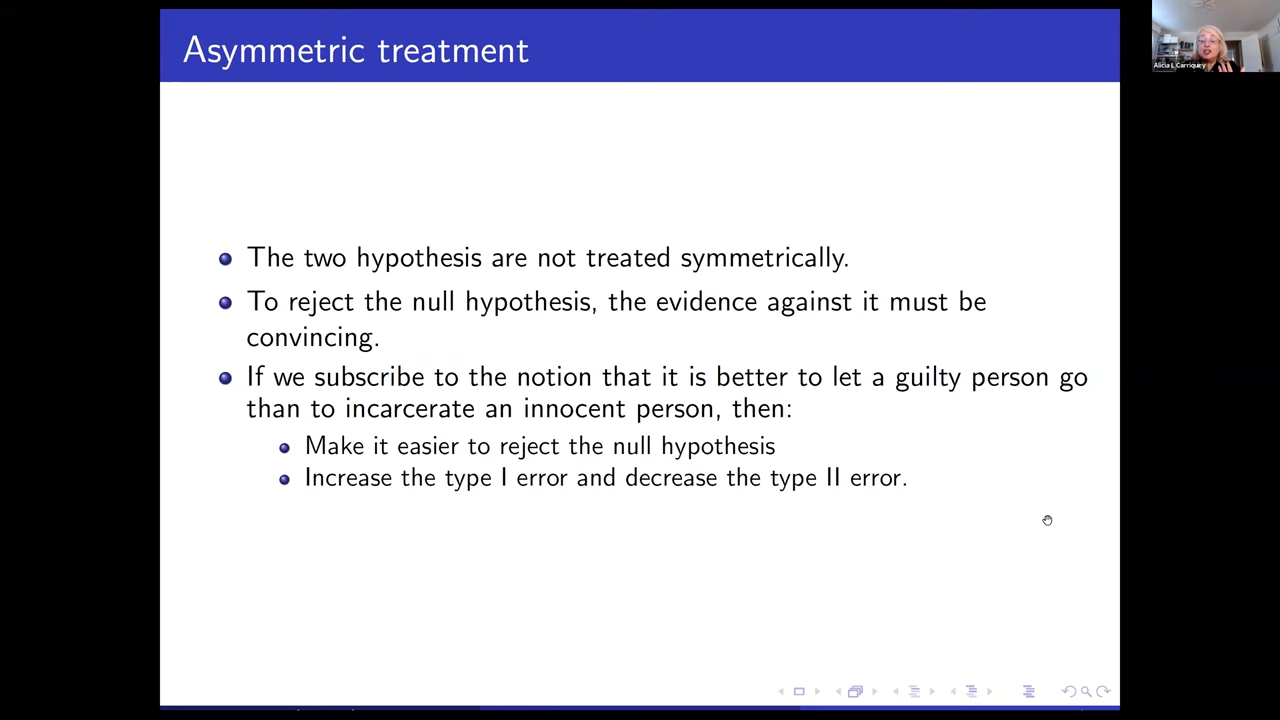 Asymmetric treatment
Alicia L Carriquiry
The two hypothesis are not treated symmetrically.
To reject the null hypothesis, the evidence against it must be
convincing.
If we subscribe to the notion that it is better to let a guilty person go
than to incarcerate an innocent person, then:
Make it easier to reject the null hypothesis
Increase the type I error and decrease the type II error.